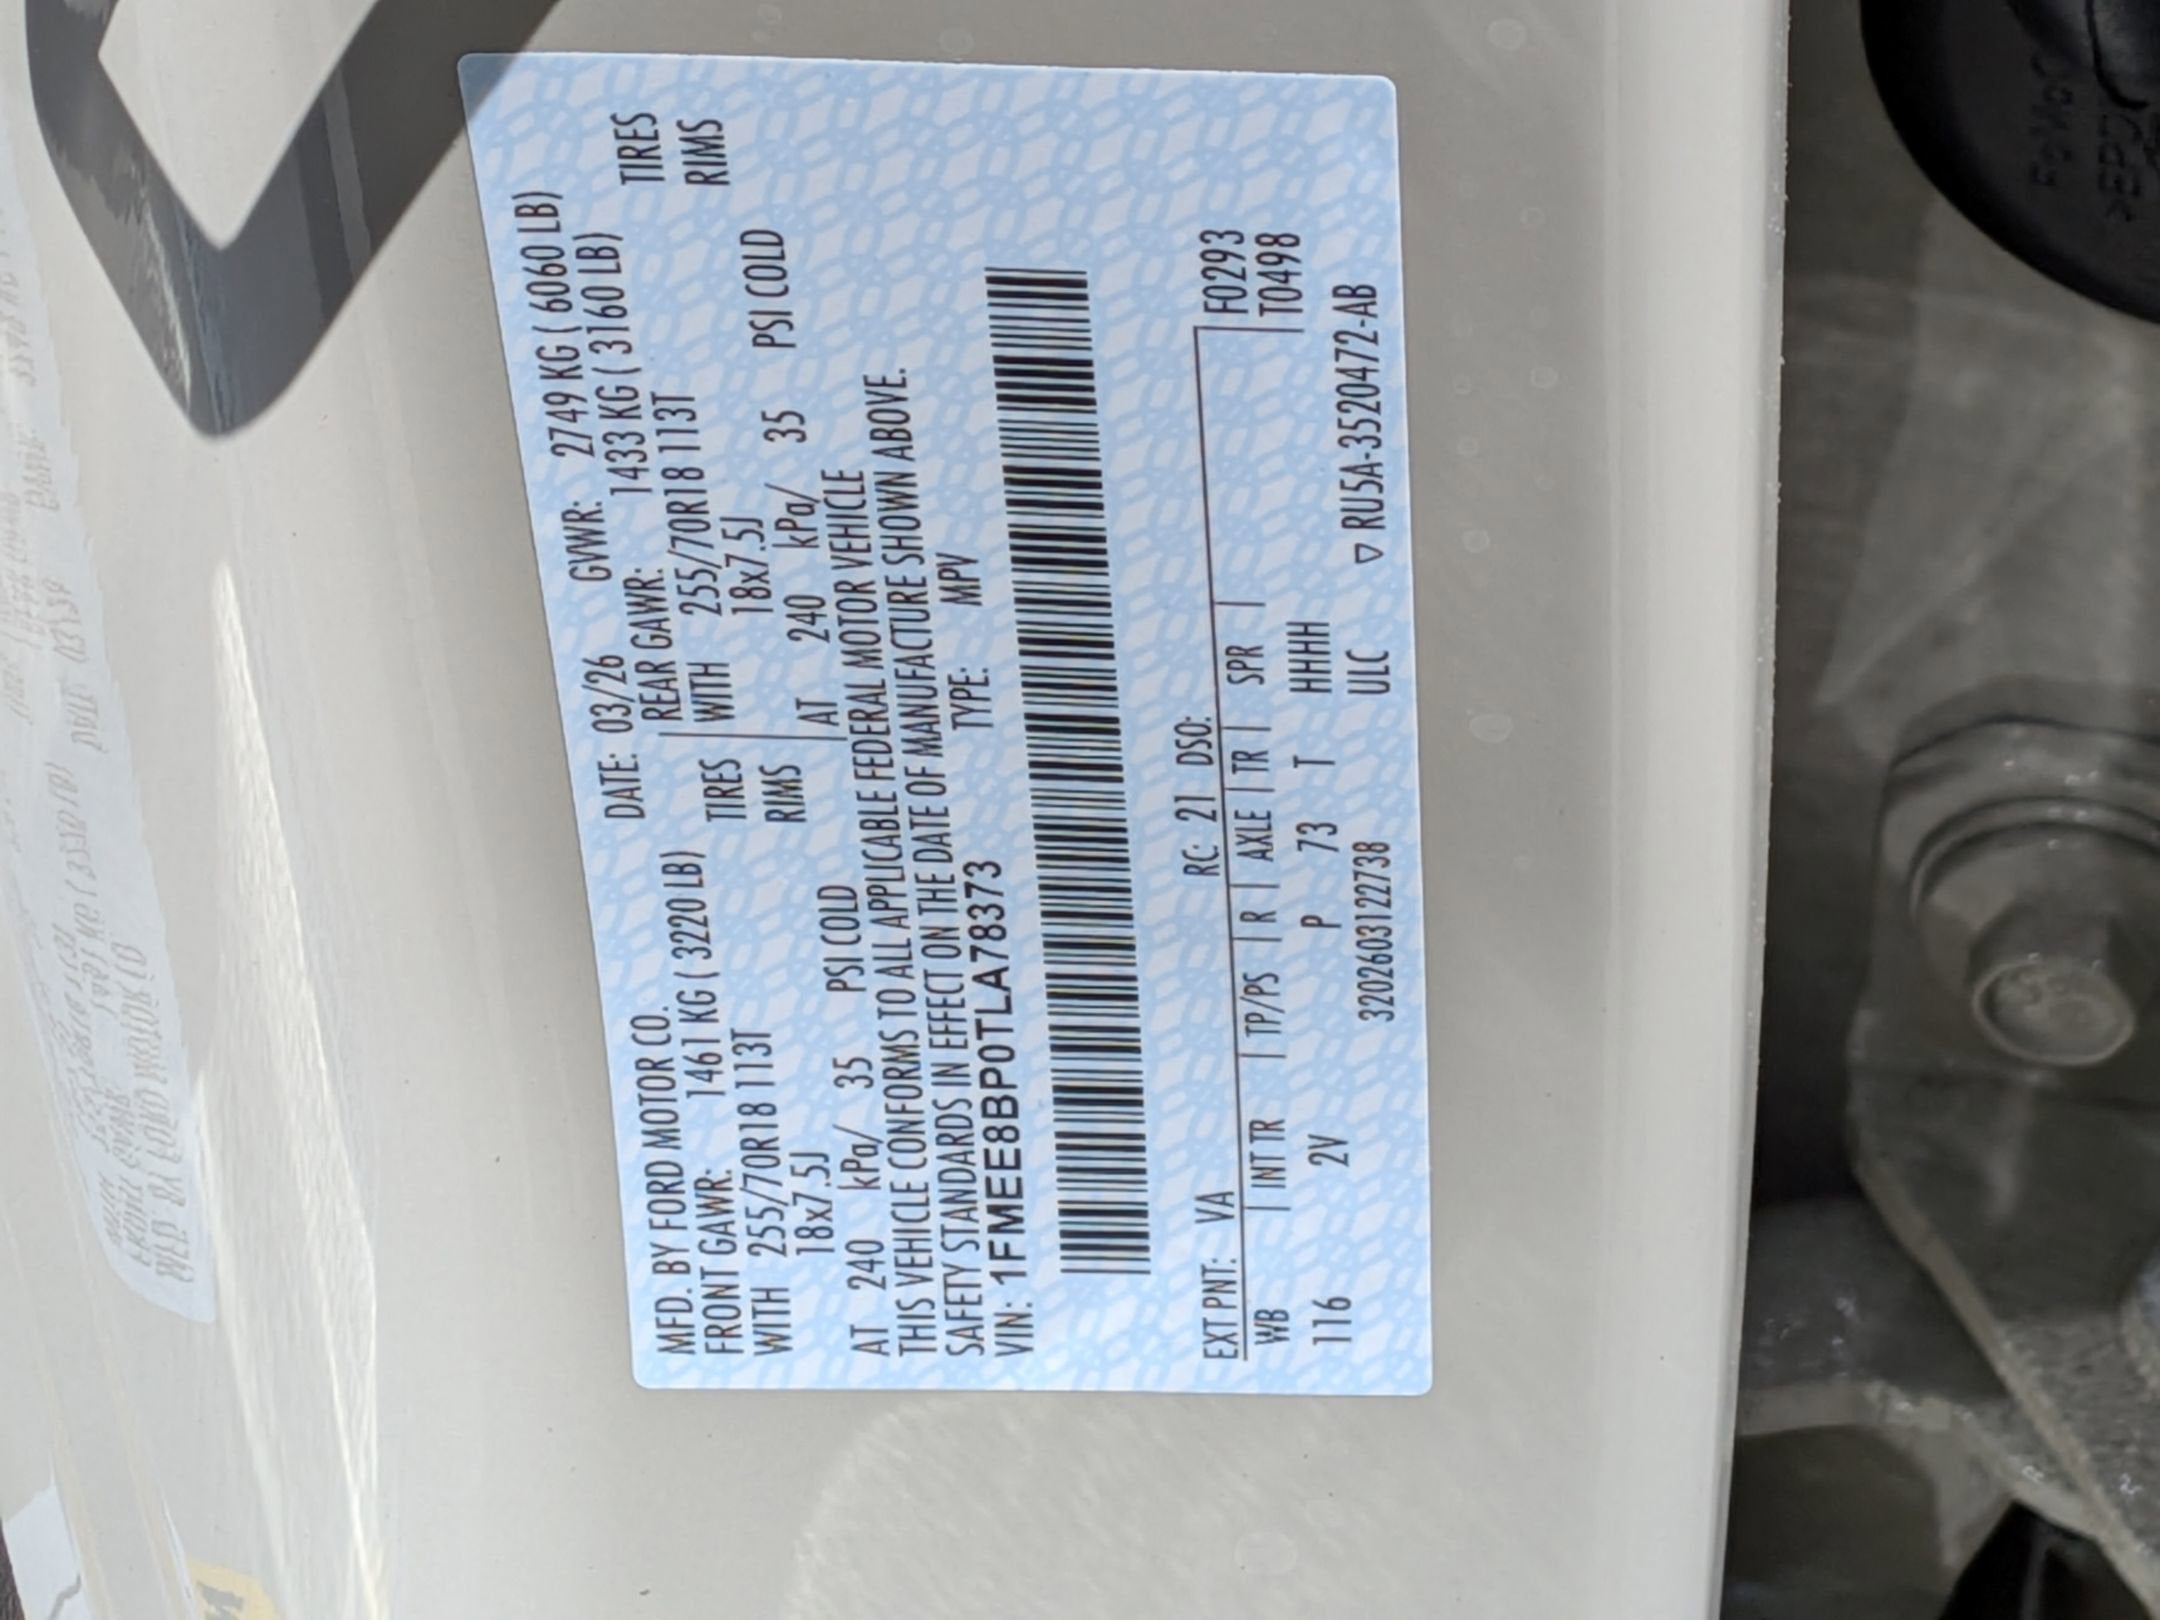 MFD. BY FORD MOTOR CO. DATE: 03/26 GVWR: 2749 KG ( 6060 LB)
FRONT GAWR: 1461 KG ( 3220 LB) REAR GAWR: 1433 KG ( 3160 LB)
WITH 255/70R18 113T TIRES WITH 255/70R18 113T TIRES
18x7.5J RIMS 18x7.5J RIMS
AT 240 kPa/ 35 PSI COLD AT 240 kPa/ 35 PSI COLD
THIS VEHICLE CONFORMS TO ALL APPLICABLE FEDERAL MOTOR VEHICLE
SAFETY STANDARDS IN EFFECT ON THE DATE OF MANUFACTURE SHOWN ABOVE.
VIN: 1FMEE8BP0TLA78373 TYPE: MPV
EXT PNT: VA RC: 21 DSO: F0293
WB | INT TR | TP/PS | R | AXLE | TR | SPR | T0498
116 2V P 73 T HHHH
3202603122738 ULC ▽ RU5A-3520472-AB